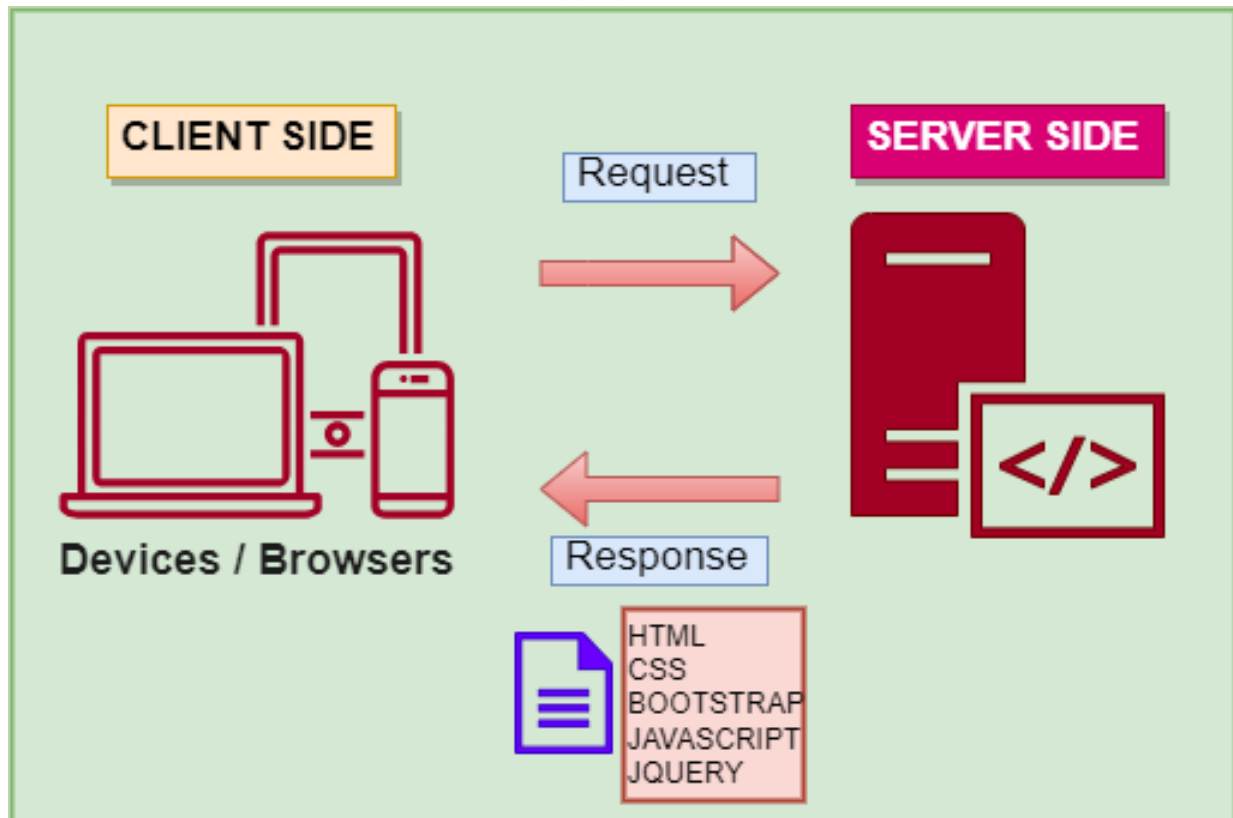 CLIENT SIDE
SERVER SIDE
Request
</>
Devices / Browsers
Response
HTML
CSS
BOOTSTRAP
JAVASCRIPT
JQUERY